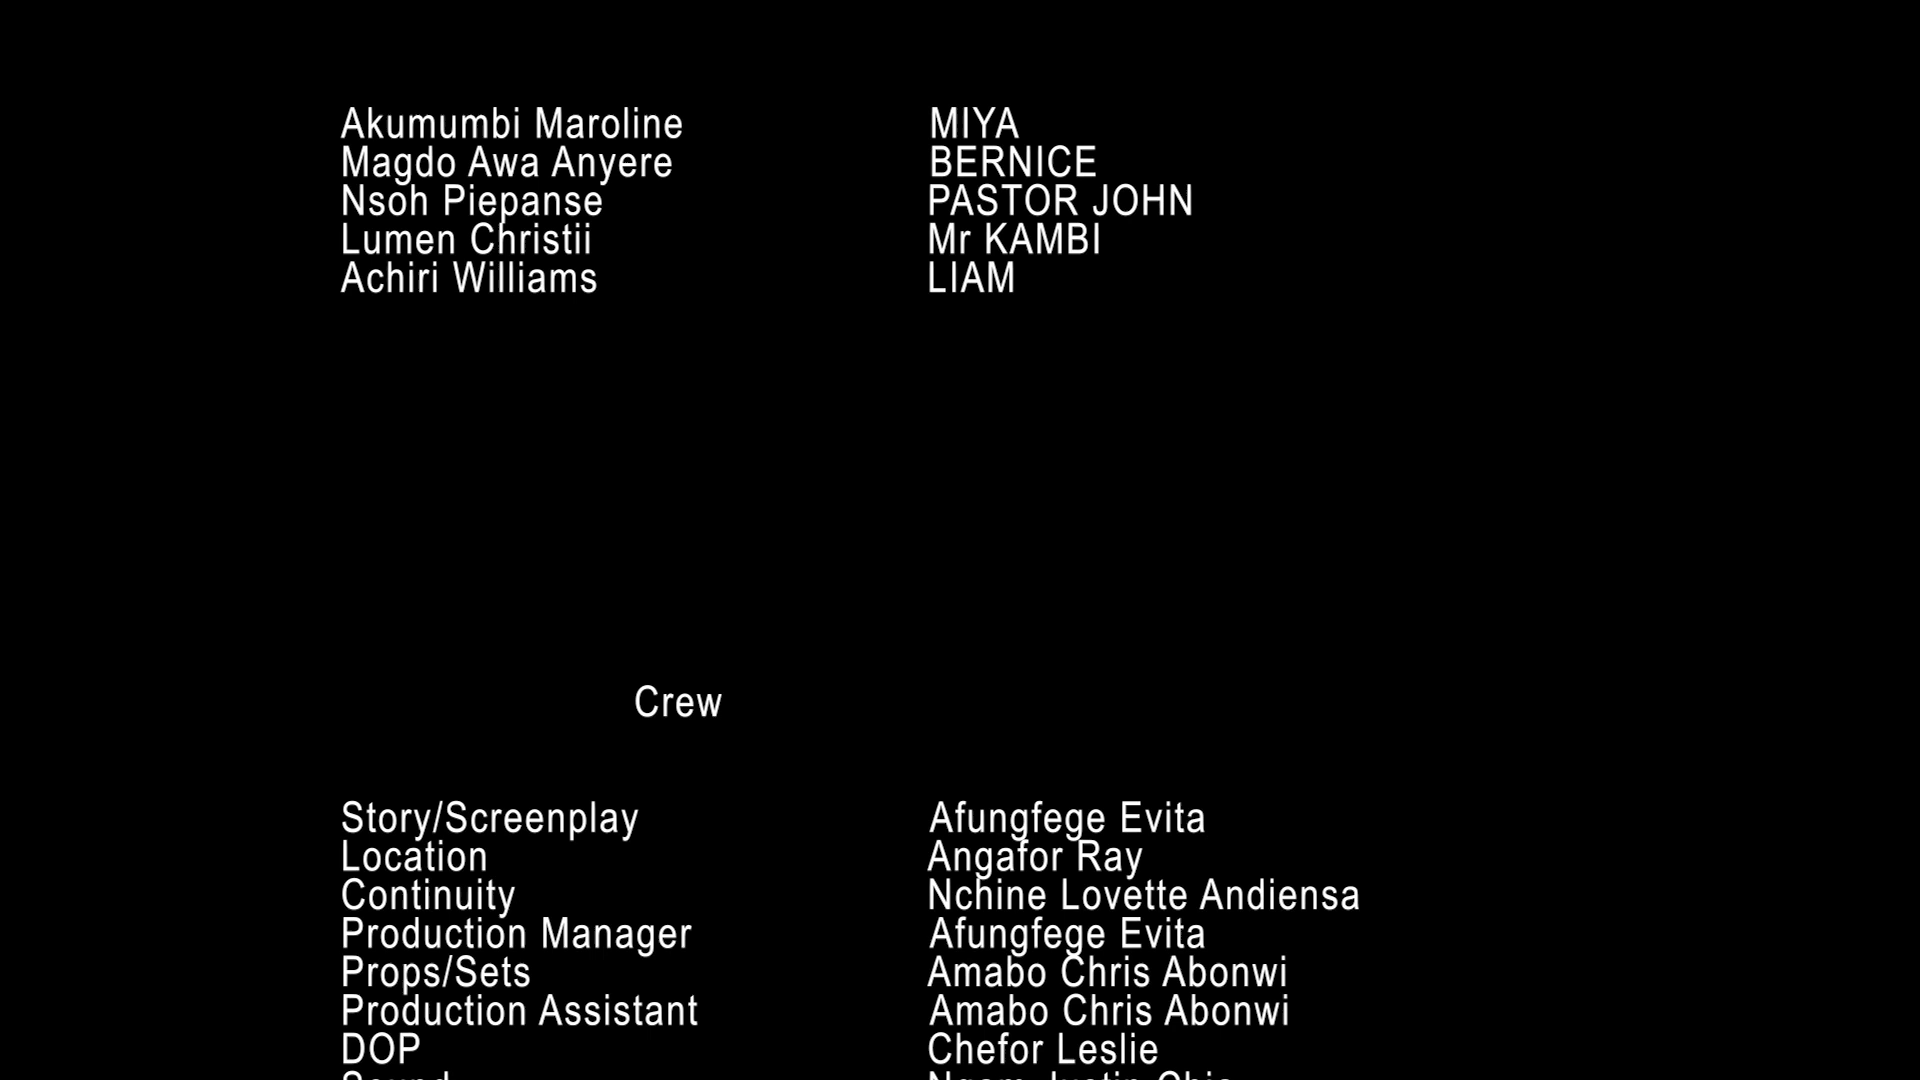 Akumumbi Maroline MIYA
Magdo Awa Anyere BERNICE
Nsoh Piepanse PASTOR JOHN
Lumen Christii Mr KAMBI
Achiri Williams LIAM
Crew
Story/Screenplay Afungfege Evita
Location Angafor Ray
Continuity Nchine Lovette Andiensa
Production Manager Afungfege Evita
Props/Sets Amabo Chris Abonwi
Production Assistant Amabo Chris Abonwi
DOP Chefor Leslie
Sound